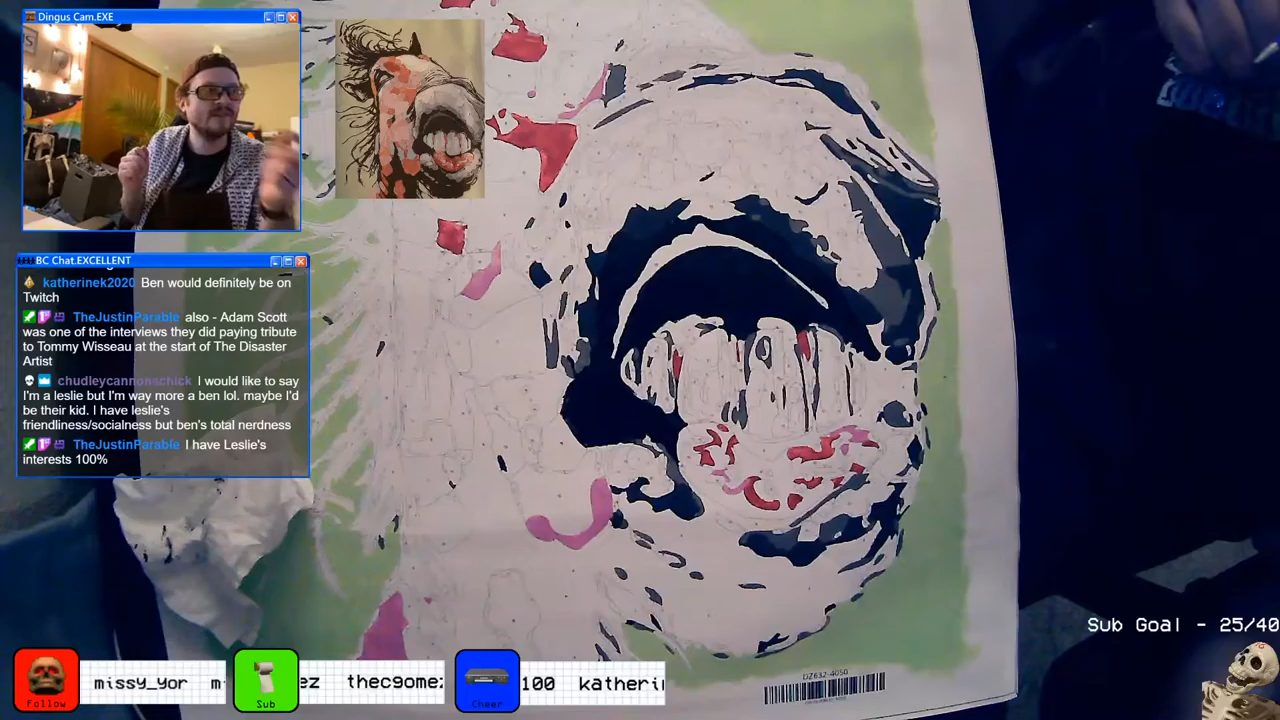 Dingus Cam.EXE
BC Chat.EXCELLENT
katherinek2020 Ben would definitely be on
Twitch
TheJustinParable also - Adam Scott
was one of the interviews they did paying tribute
to Tommy Wisseau at the start of The Disaster
Artist
chudleycannonschick I would like to say
I'm a leslie but I'm way more a ben lol. maybe I'd
be their kid. I have leslie's
friendliness/socialness but ben's total nerdness
TheJustinParable I have Leslie's
interests 100%
Sub Goal - 25/40
DZ632-4050
Follow
missy_yor m
Sub
ez thec9ome
Cheer
100 katheri